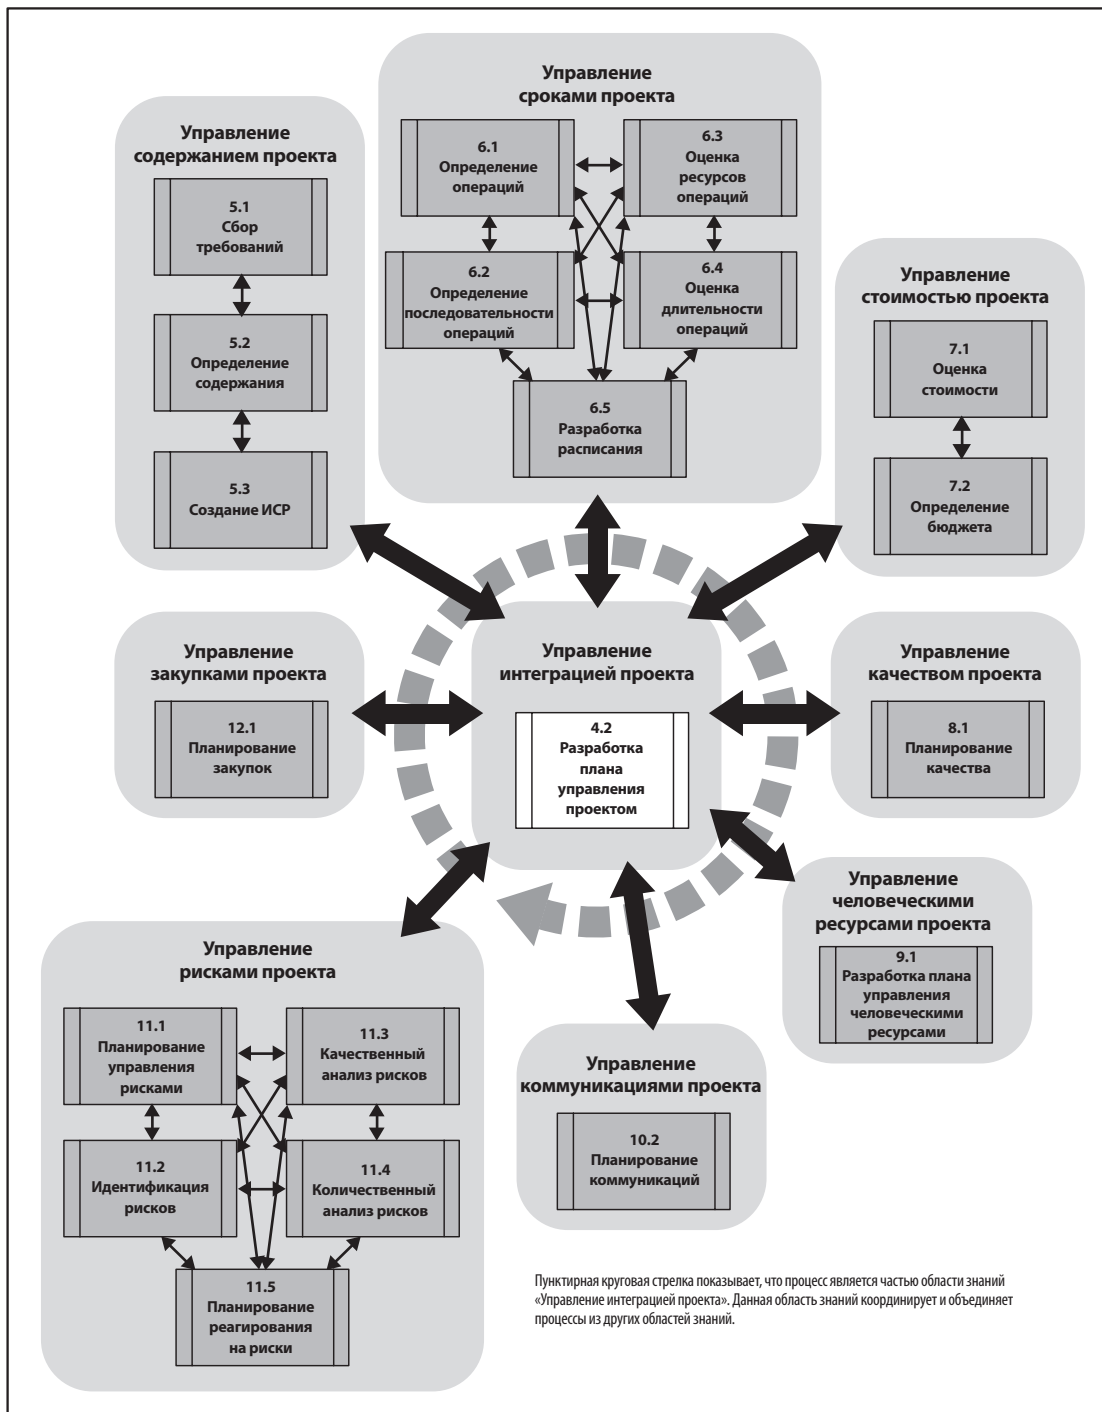 Управление
сроками проекта
6.1
Определение
операций
6.3
Оценка
ресурсов
операций
6.2
Определение
последовательности
операций
6.4
Оценка
длительности
операций
6.5
Разработка
расписания
Управление
содержанием проекта
5.1
Сбор
требований
5.2
Определение
содержания
5.3
Создание ИСР
Управление
стоимостью проекта
7.1
Оценка
стоимости
7.2
Определение
бюджета
Управление
закупками проекта
12.1
Планирование
закупок
Управление
интеграцией проекта
4.2
Разработка
плана
управления
проектом
Управление
качеством проекта
8.1
Планирование
качества
Управление
человеческими
ресурсами проекта
9.1
Разработка плана
управления
человеческими
ресурсами
Управление
рисками проекта
11.1
Планирование
управления
рисками
11.3
Качественный
анализ рисков
11.2
Идентификация
рисков
11.4
Количественный
анализ рисков
11.5
Планирование
реагирования
на риски
Управление
коммуникациями проекта
10.2
Планирование
коммуникаций
Пунктирная круговая стрелка показывает, что процесс является частью области знаний
«Управление интеграцией проекта». Данная область знаний координирует и объединяет
процессы из других областей знаний.